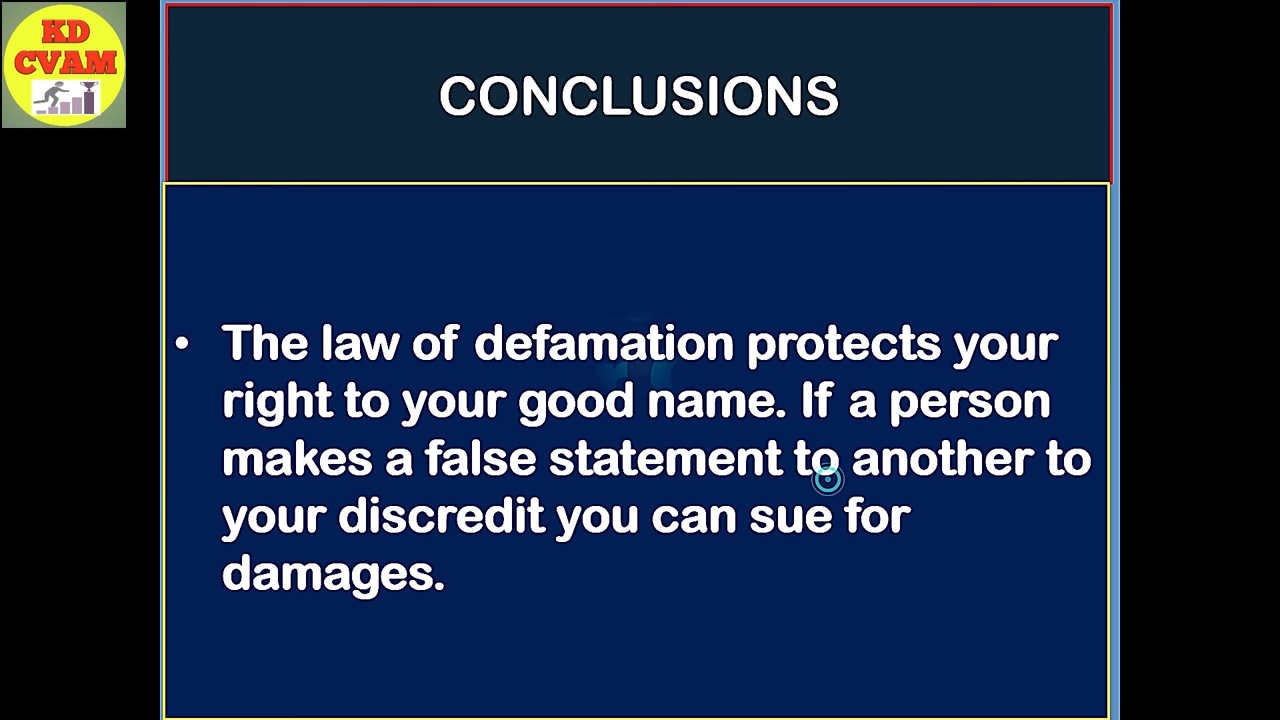 KD
CVAM
CONCLUSIONS
• The law of defamation protects your
right to your good name. If a person
makes a false statement to another to
your discredit you can sue for
damages.